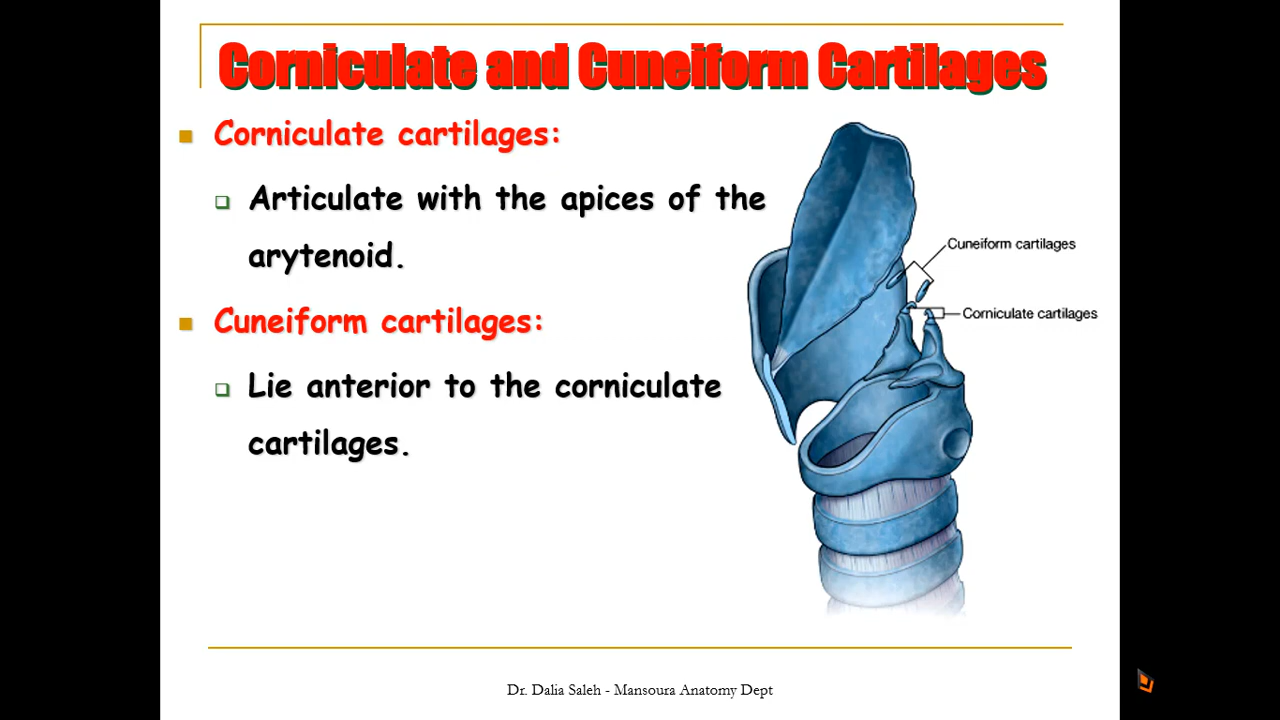 Corniculate and Cuneiform Cartilages
Corniculate cartilages:
Articulate with the apices of the
arytenoid.
Cuneiform cartilages:
Lie anterior to the corniculate
cartilages.
Cuneiform cartilages
Corniculate cartilages
Dr. Dalia Saleh - Mansoura Anatomy Dept